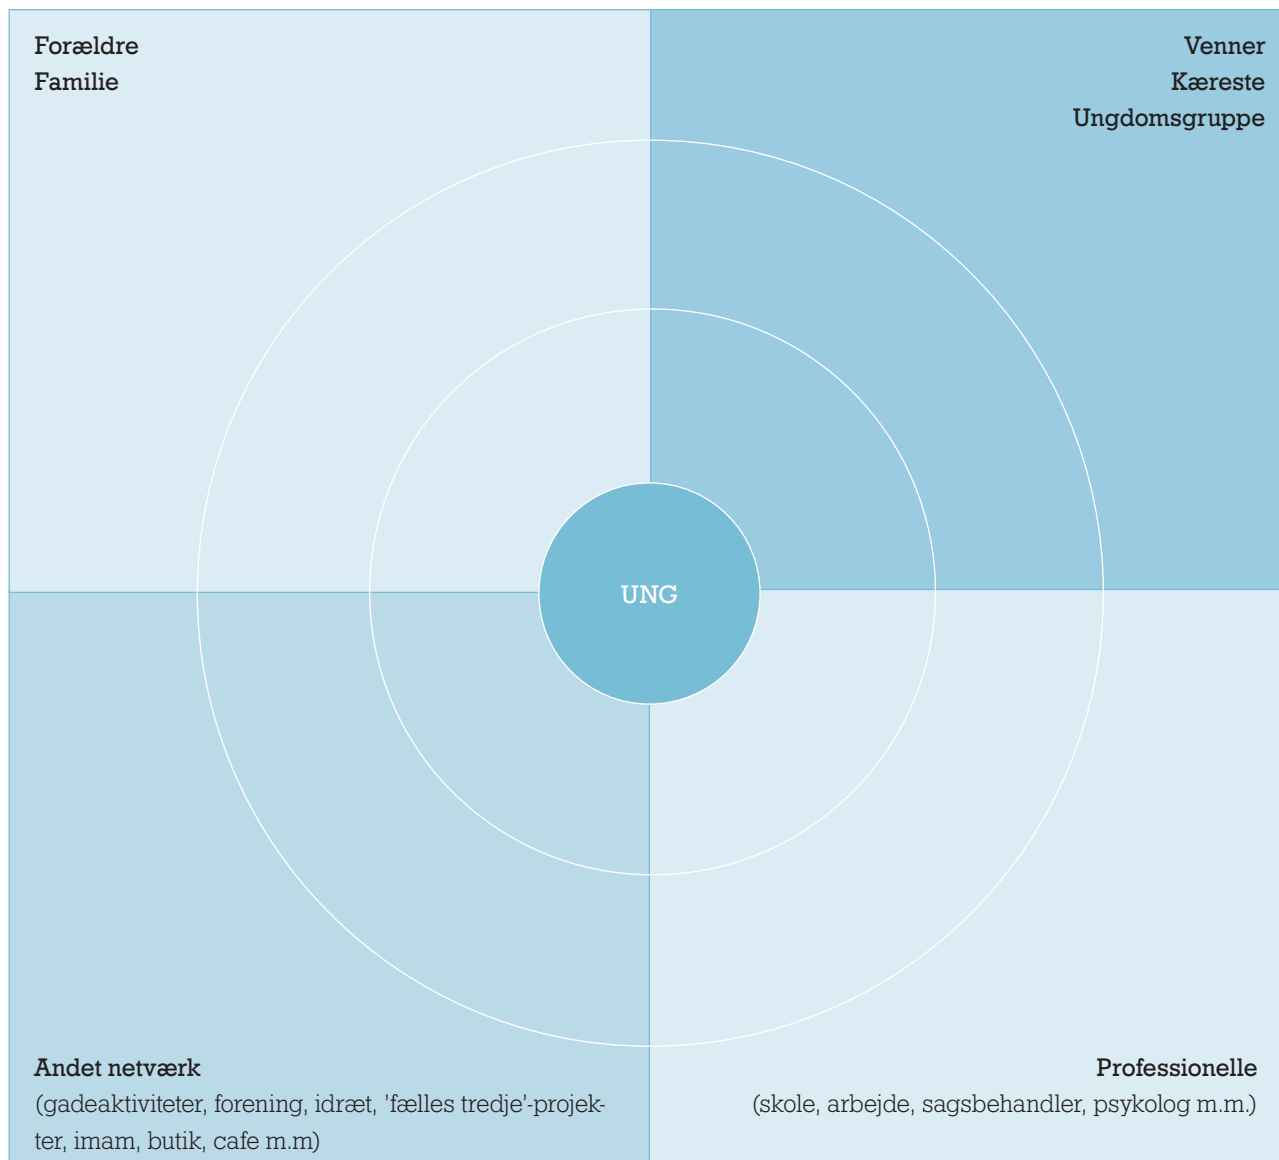 Forældre
Familie
Venner
Kæreste
Ungdomsgruppe
UNG
Andet netværk
(gadeaktiviteter, forening, idræt, ’fælles tredje’-projek-
ter, imam, butik, cafe m.m)
Professionelle
(skole, arbejde, sagsbehandler, psykolog m.m.)